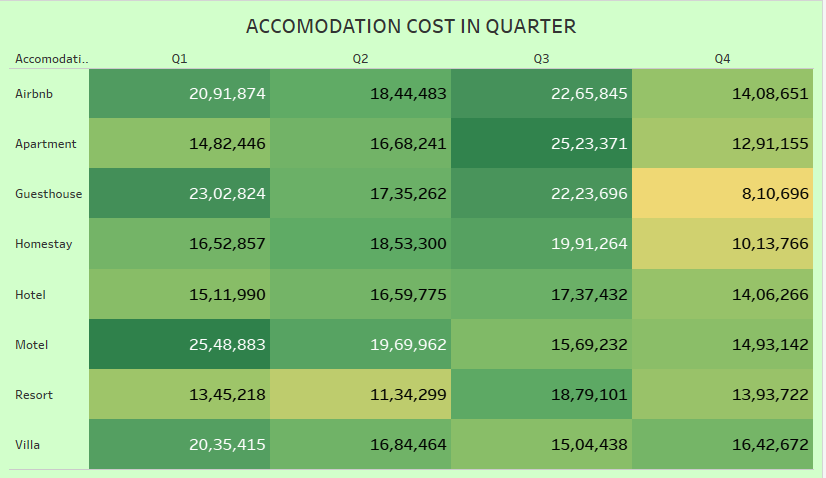 ACCOMODATION COST IN QUARTER
Accomodati.. Q1 Q2 Q3 Q4
Airbnb 20,91,874 18,44,483 22,65,845 14,08,651
Apartment 14,82,446 16,68,241 25,23,371 12,91,155
Guesthouse 23,02,824 17,35,262 22,23,696 8,10,696
Homestay 16,52,857 18,53,300 19,91,264 10,13,766
Hotel 15,11,990 16,59,775 17,37,432 14,06,266
Motel 25,48,883 19,69,962 15,69,232 14,93,142
Resort 13,45,218 11,34,299 18,79,101 13,93,722
Villa 20,35,415 16,84,464 15,04,438 16,42,672